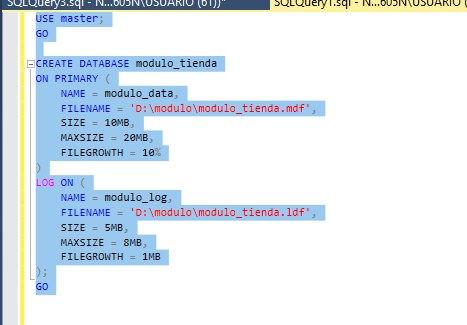 SQLQuery3.sql - N...605N\USUARIO (61))*
SQLQuery1.sql - N...605N\USUARIO (
USE master;
GO
CREATE DATABASE modulo_tienda
ON PRIMARY (
NAME = modulo_data,
FILENAME = 'D:\modulo\modulo_tienda.mdf',
SIZE = 10MB,
MAXSIZE = 20MB,
FILEGROWTH = 10%
)
LOG ON (
NAME = modulo_log,
FILENAME = 'D:\modulo\modulo_tienda.ldf',
SIZE = 5MB,
MAXSIZE = 8MB,
FILEGROWTH = 1MB
);
GO